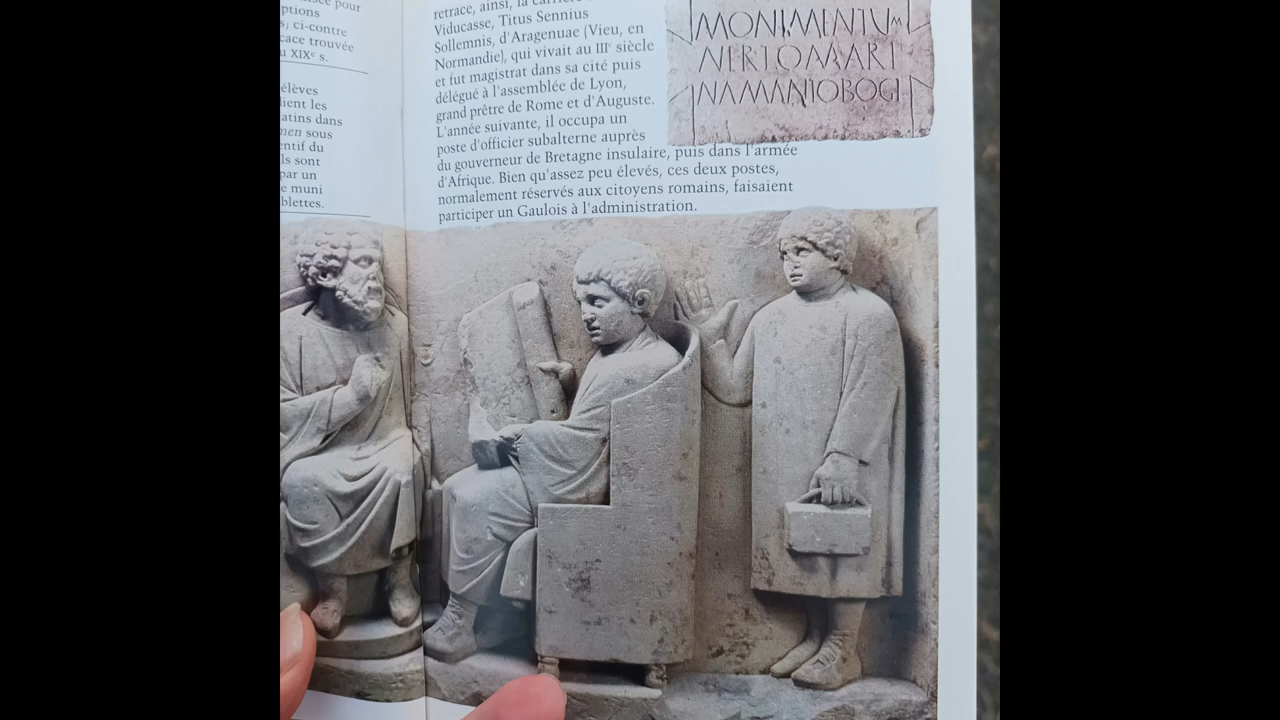 pour
ptions
s; ci-contre
cace trouvée
u XIXe s.
élèves
lient les
atins dans
men sous
entif du
ls sont
par un
e muni
blettes.
retrace, ainsi, la
Viducasse, Titus Sennius
Sollemnis, d'Aragenuae (Vieu, en
Normandie), qui vivait au IIIe siècle
et fut magistrat dans sa cité puis
délégué à l'assemblée de Lyon,
grand prêtre de Rome et d'Auguste.
L'année suivante, il occupa un
poste d'officier subalterne auprès
du gouverneur de Bretagne insulaire, puis dans l'armée
d'Afrique. Bien qu'assez peu élevés, ces deux postes,
normalement réservés aux citoyens romains, faisaient
participer un Gaulois à l'administration.
MONIMENTUM
NERTOMARI
NAMANTOBOGI